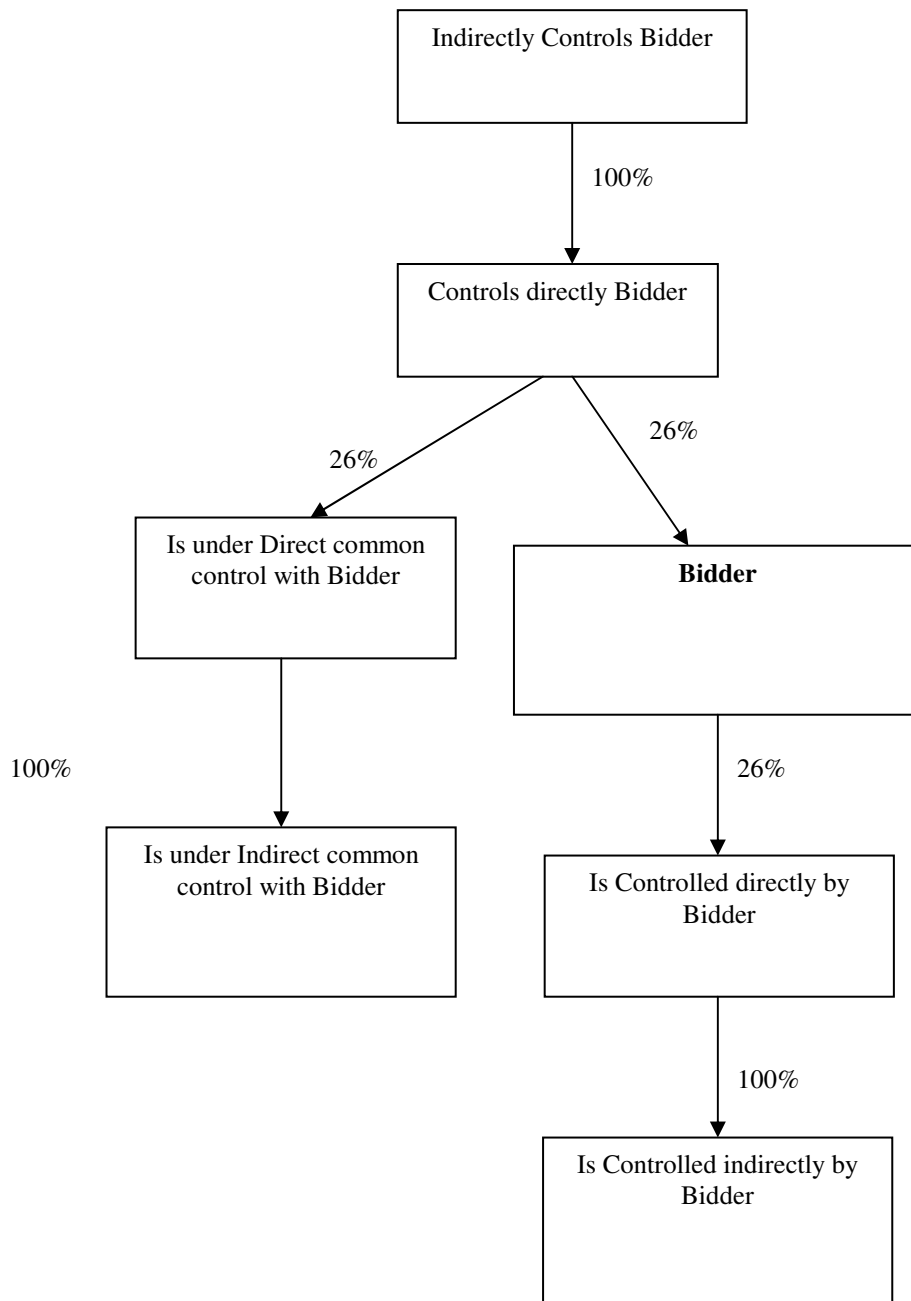 Indirectly Controls Bidder
100%
Controls directly Bidder
26%
26%
Is under Direct common
control with Bidder
Bidder
100%
26%
Is under Indirect common
control with Bidder
Is Controlled directly by
Bidder
100%
Is Controlled indirectly by
Bidder